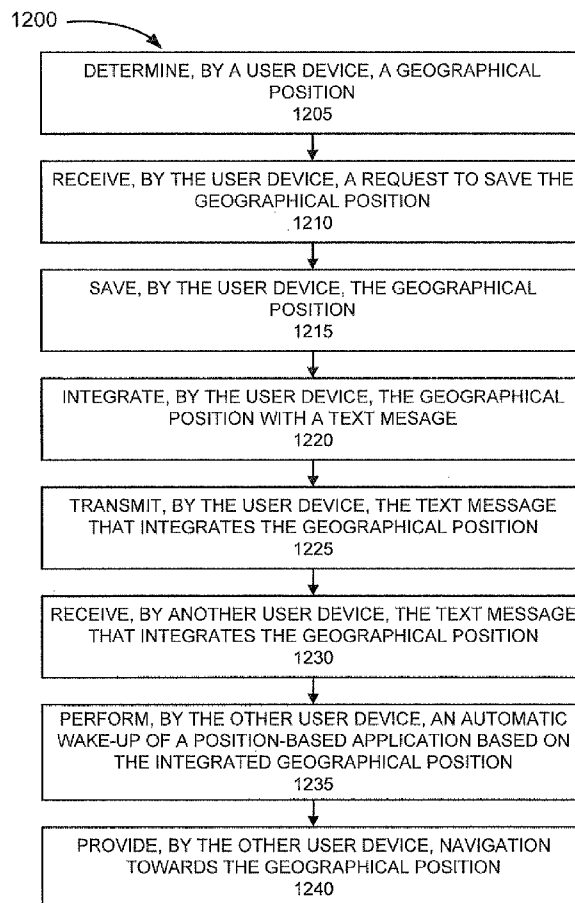 1200
DETERMINE, BY A USER DEVICE, A GEOGRAPHICAL
POSITION
1205
RECEIVE, BY THE USER DEVICE, A REQUEST TO SAVE THE
GEOGRAPHICAL POSITION
1210
SAVE, BY THE USER DEVICE, THE GEOGRAPHICAL
POSITION
1215
INTEGRATE, BY THE USER DEVICE, THE GEOGRAPHICAL
POSITION WITH A TEXT MESAGE
1220
TRANSMIT, BY THE USER DEVICE, THE TEXT MESSAGE
THAT INTEGRATES THE GEOGRAPHICAL POSITION
1225
RECEIVE, BY ANOTHER USER DEVICE, THE TEXT MESSAGE
THAT INTEGRATES THE GEOGRAPHICAL POSITION
1230
PERFORM, BY THE OTHER USER DEVICE, AN AUTOMATIC
WAKE-UP OF A POSITION-BASED APPLICATION BASED ON
THE INTEGRATED GEOGRAPHICAL POSITION
1235
PROVIDE, BY THE OTHER USER DEVICE, NAVIGATION
TOWARDS THE GEOGRAPHICAL POSITION
1240